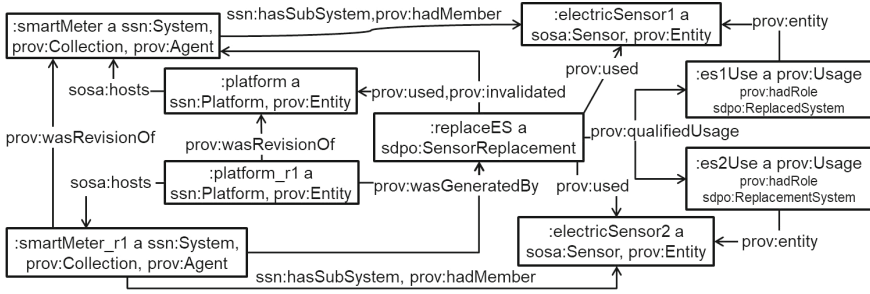 :smartMeter a ssn:System,
prov:Collection, prov:Agent
ssn:hasSubSystem,prov:hadMember
:electricSensor1 a
sosa:Sensor, prov:Entity
prov:entity
sosa:hosts
:platform a
ssn:Platform, prov:Entity
prov:used,prov:invalidated
prov:used
:es1Use a prov:Usage
prov:hadRole
sdpo:ReplacedSystem
prov:wasRevisionOf
prov:wasRevisionOf
:replaceES a
sdpo:SensorReplacement
prov:qualifiedUsage
sosa:hosts
:platform_r1 a
ssn:Platform, prov:Entity
prov:wasGeneratedBy
prov:used
:es2Use a prov:Usage
prov:hadRole
sdpo:ReplacementSystem
:smartMeter_r1 a ssn:System,
prov:Collection, prov:Agent
:electricSensor2 a
sosa:Sensor, prov:Entity
prov:entity
ssn:hasSubSystem, prov:hadMember